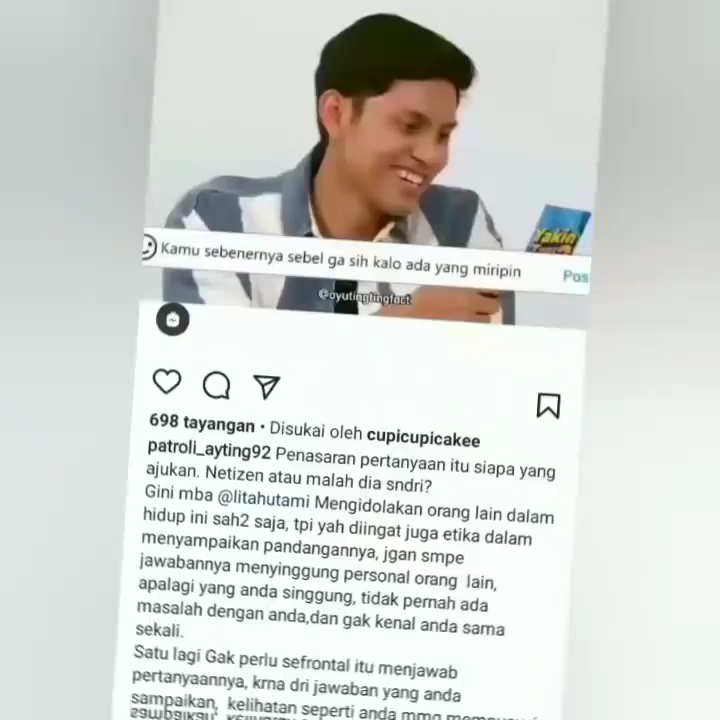 Yakin
Kamu sebenernya sebel ga sih kalo ada yang miripin
Pos
@ayutingtingfact
698 tayangan • Disukai oleh cupicupicakee
patroli_ayting92 Penasaran pertanyaan itu siapa yang
ajukan. Netizen atau malah dia sndri?
Gini mba @litahutami Mengidolakan orang lain dalam
hidup ini sah2 saja, tpi yah diingat juga etika dalam
menyampaikan pandangannya, jgan smpe
jawabannya menyinggung personal orang lain,
apalagi yang anda singgung, tidak pernah ada
masalah dengan anda,dan gak kenal anda sama
sekali.
Satu lagi Gak perlu sefrontal itu menjawab
pertanyaannya, krna dri jawaban yang anda
sampaikan, kelihatan seperti anda mmg